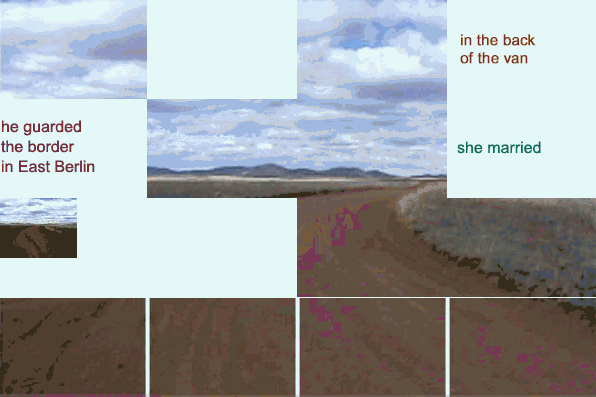 in the back
of the van
he guarded
the border
in East Berlin
she married